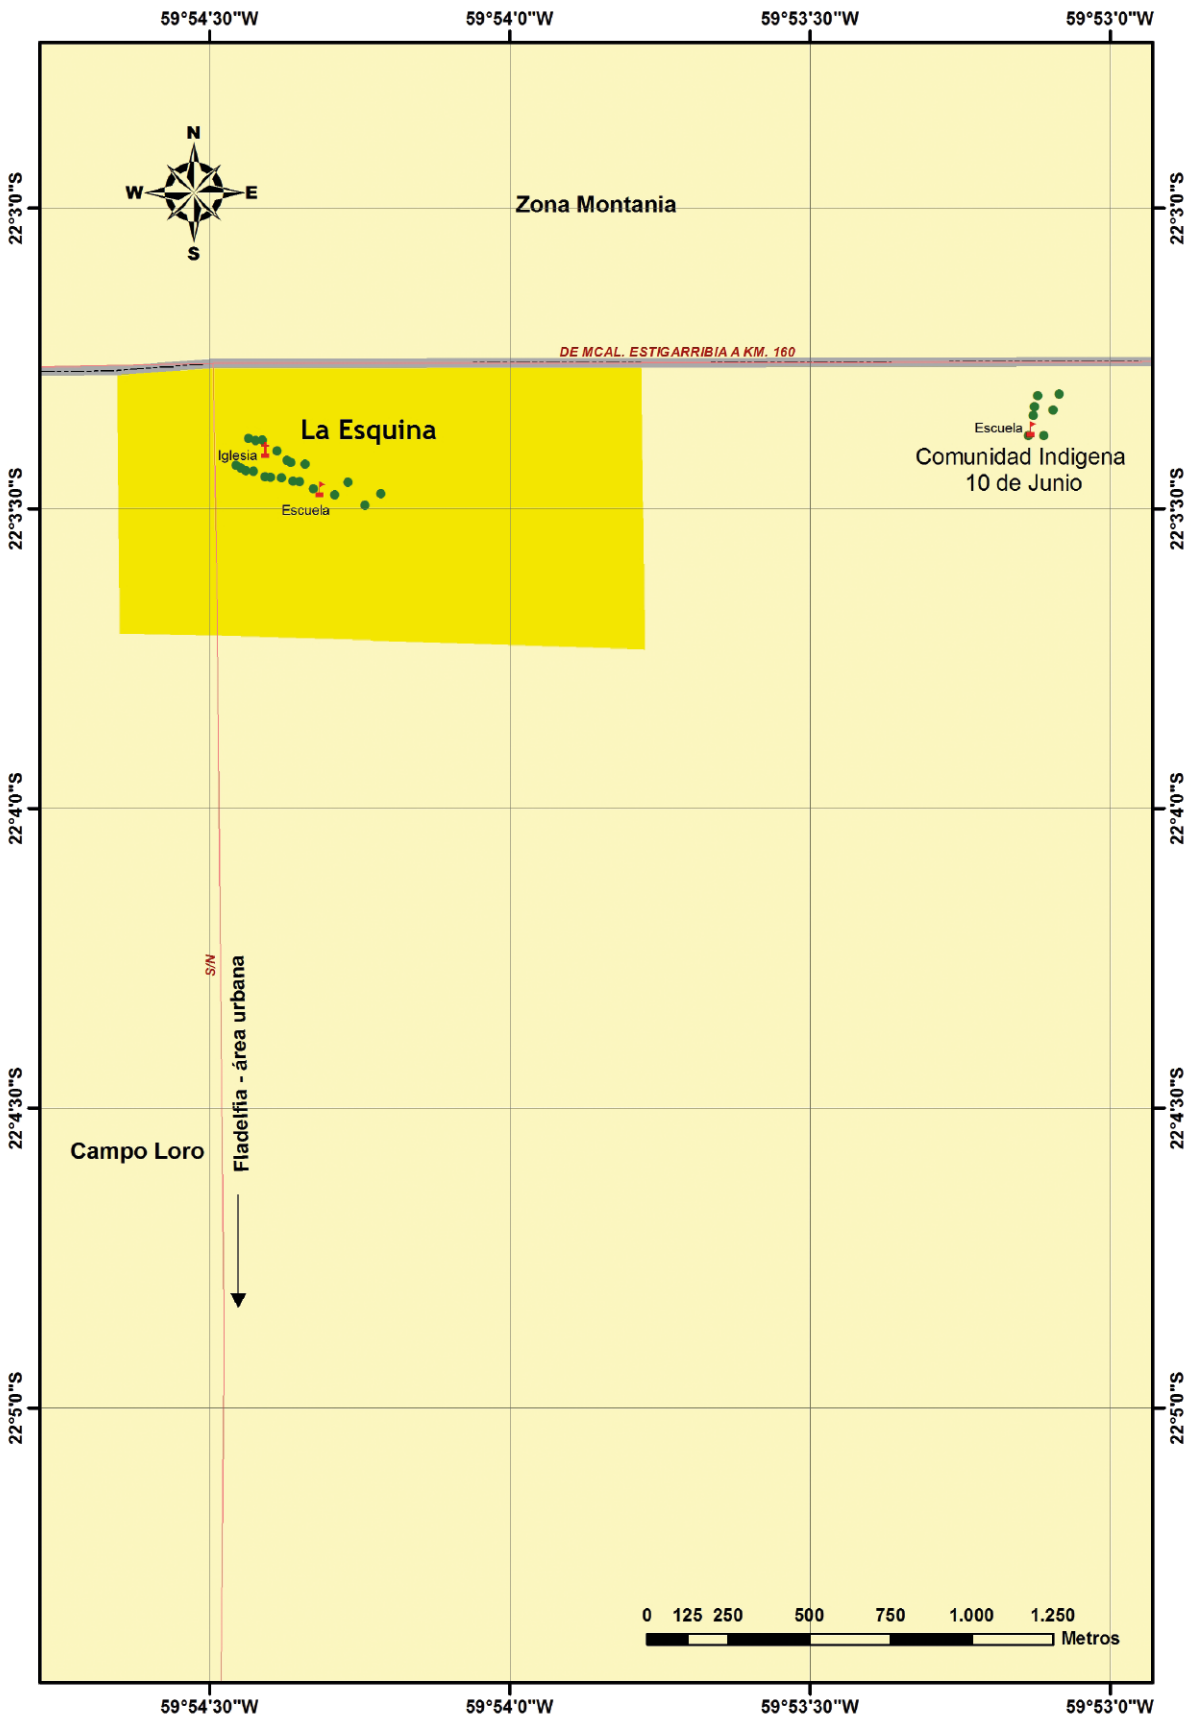 59°54'30"W 59°54'0"W 59°53'30"W 59°53'0"W
N
W E
S
Zona Montania
22°3'0"S 22°3'0"S
DE MCAL. ESTIGARRIBIA A KM. 160
La Esquina
Iglesia
Escuela
Escuela
Comunidad Indigena
10 de Junio
22°3'30"S 22°3'30"S
22°4'0"S 22°4'0"S
S/N
Fladelfia - área urbana
22°4'30"S 22°4'30"S
Campo Loro
22°5'0"S 22°5'0"S
0 125 250 500 750 1.000 1.250
Metros
59°54'30"W 59°54'0"W 59°53'30"W 59°53'0"W